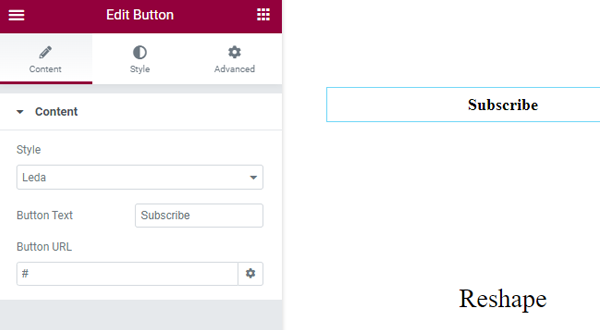 Edit Button
Content Style Advanced
Content
Style
Leda
Button Text Subscribe
Button URL
#
Subscribe
Reshape